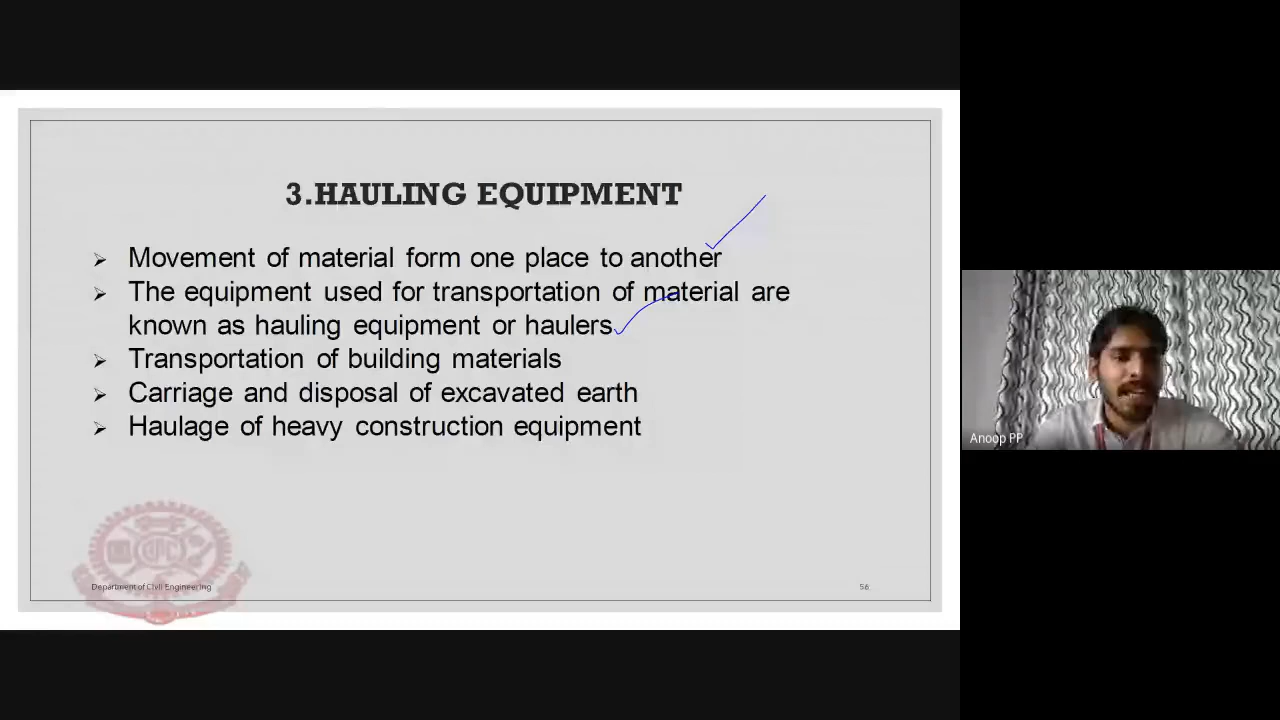 3.HAULING EQUIPMENT
➢ Movement of material form one place to another
➢ The equipment used for transportation of material are
known as hauling equipment or haulers
➢ Transportation of building materials
➢ Carriage and disposal of excavated earth
➢ Haulage of heavy construction equipment
Department of Civil Engineering
56
Anoop PP